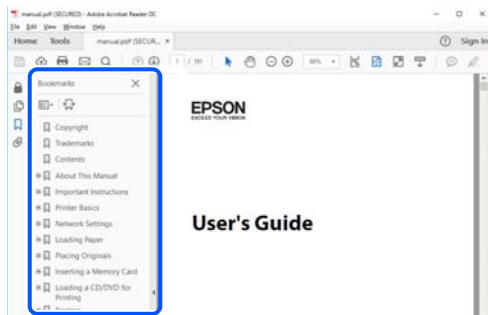 manual.pdf (SECURED) - Adobe Acrobat Reader DC
File Edit View Window Help
Home Tools manual.pdf (SECUR... ×
Sign In
Bookmarks
Copyright
Trademarks
Contents
About This Manual
Important Instructions
Printer Basics
Network Settings
Loading Paper
Placing Originals
Inserting a Memory Card
Loading a CD/DVD for
Printing
EPSON
EXCEED YOUR VISION
User's Guide